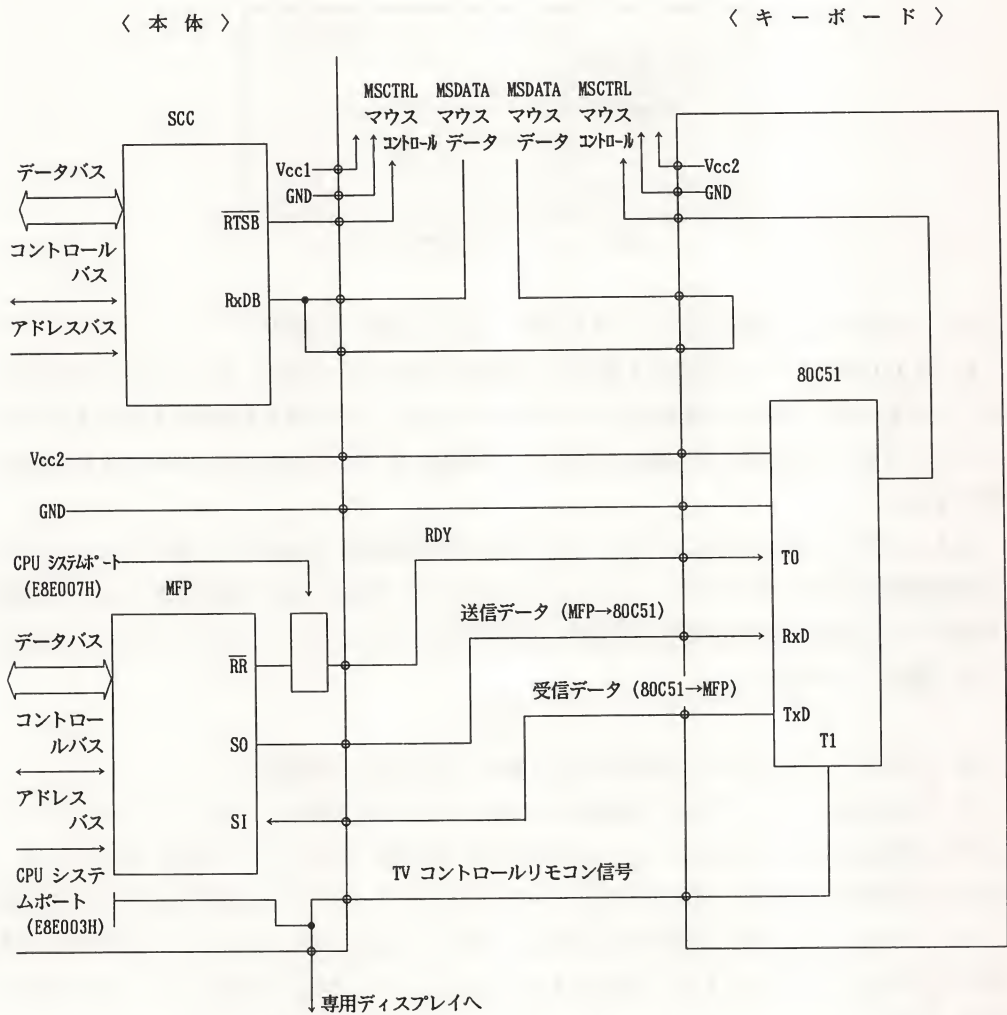 〈 本 体 〉
〈 キ ー ボ ー ド 〉
MSCTRL MSDATA MSDATA MSCTRL
マウス マウス マウス マウス
コントロール データ データ コントロール
SCC
データバス
コントロール
バス
アドレスバス
RTSB
RxDB
Vcc1
GND
Vcc2
GND
80C51
Vcc2
GND
RDY
T0
CPU システムポート
(E8E007H)
MFP
送信データ (MFP→80C51)
RxD
データバス
RR
受信データ (80C51→MFP)
TxD
T1
コントロー
ルバス
SO
アドレス
バス
SI
CPU システ
ムポート
(E8E003H)
TV コントロールリモコン信号
専用ディスプレイへ